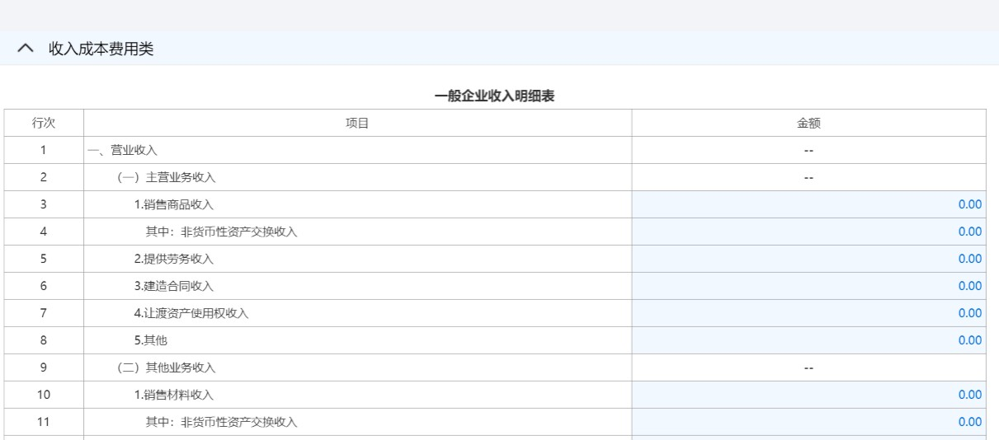 收入成本费用类
一般企业收入明细表
行次 项目 金额
1 一、营业收入 --
2 （一）主营业务收入 --
3 1.销售商品收入 0.00
4 其中：非货币性资产交换收入 0.00
5 2.提供劳务收入 0.00
6 3.建造合同收入 0.00
7 4.让渡资产使用权收入 0.00
8 5.其他 0.00
9 （二）其他业务收入 --
10 1.销售材料收入 0.00
11 其中：非货币性资产交换收入 0.00